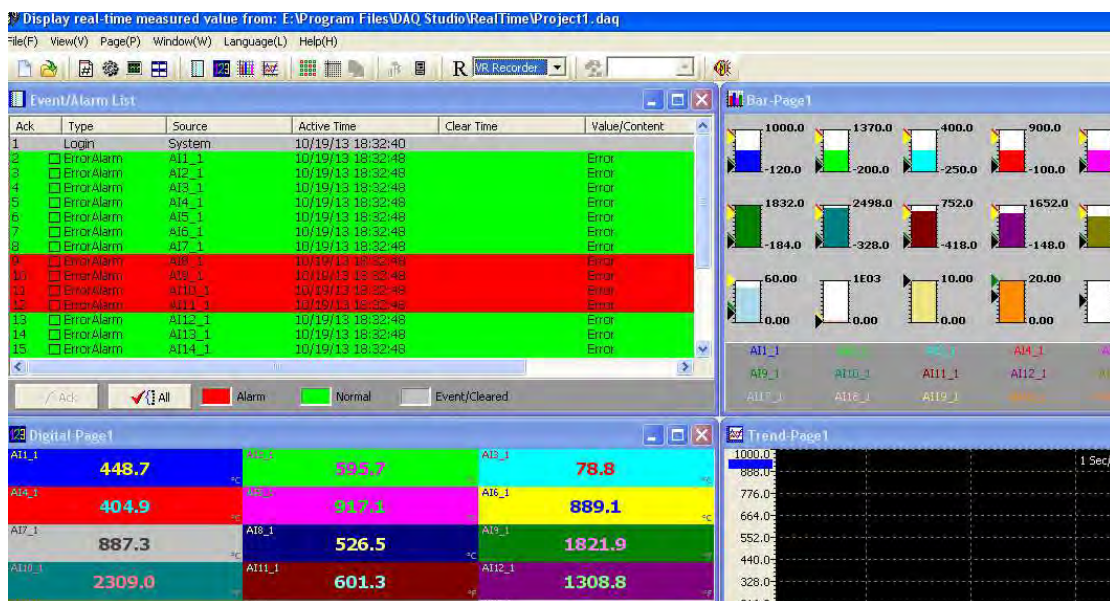 Display real-time measured value from: E:\Program Files\DAQ Studio\RealTime\Project1.daq
File(F) View(V) Page(P) Window(W) Language(L) Help(H)
R VR Recorder
Event/Alarm List
Ack Type Source Active Time Clear Time Value/Content
1 Login System 10/19/13 18:32:40
2 ErrorAlarm AI1_1 10/19/13 18:32:48 Error
3 ErrorAlarm AI2_1 10/19/13 18:32:48 Error
4 ErrorAlarm AI3_1 10/19/13 18:32:48 Error
5 ErrorAlarm AI4_1 10/19/13 18:32:48 Error
6 ErrorAlarm AI5_1 10/19/13 18:32:48 Error
7 ErrorAlarm AI6_1 10/19/13 18:32:48 Error
8 ErrorAlarm AI7_1 10/19/13 18:32:48 Error
9 ErrorAlarm AI8_1 10/19/13 18:32:48 Error
10 ErrorAlarm AI9_1 10/19/13 18:32:48 Error
11 ErrorAlarm AI10_1 10/19/13 18:32:48 Error
12 ErrorAlarm AI11_1 10/19/13 18:32:48 Error
13 ErrorAlarm AI12_1 10/19/13 18:32:48 Error
14 ErrorAlarm AI13_1 10/19/13 18:32:48 Error
15 ErrorAlarm AI14_1 10/19/13 18:32:48 Error
Ack All Alarm Normal Event/Cleared
Bar-Page1
1000.0 1370.0 400.0 900.0
-120.0 -200.0 -250.0 -100.0
1832.0 2498.0 752.0 1652.0
-184.0 -328.0 -418.0 -148.0
60.00 1E03 10.00 20.00
0.00 0.00 0.00 0.00
AI1_1 AI4_1
AI9_1 AI10_1 AI11_1 AI12_1
AI17_1 AI18_1 AI19_1
Digital-Page1
AI1_1 AI2_1 AI3_1
448.7 °C 595.7 78.8 °C
AI4_1 AI5_1 AI6_1
404.9 °C 917.1 889.1 °C
AI7_1 AI8_1 AI9_1
887.3 °C 526.5 °C 1821.9 °F
AI10_1 AI11_1 AI12_1
2309.0 °F 601.3 °F 1308.8 °F
Trend-Page1
1000.0 1 Sec/
888.0
776.0
664.0
552.0
440.0
328.0